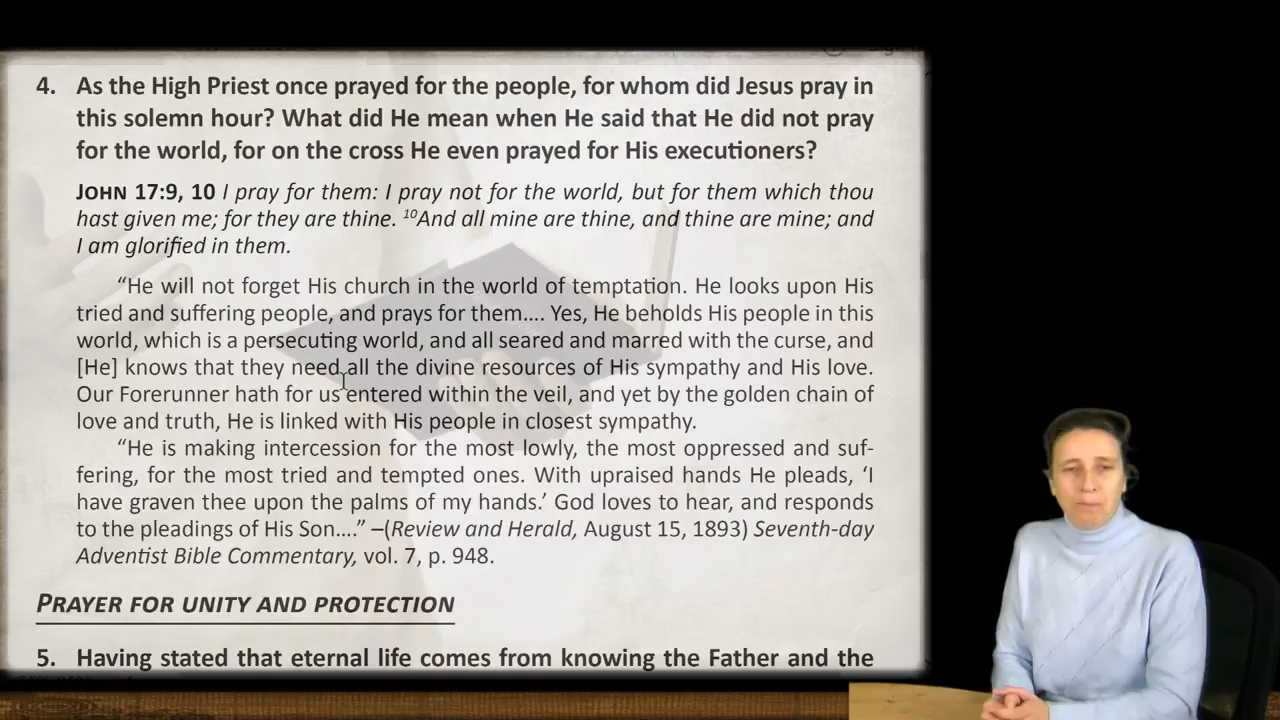 4. As the High Priest once prayed for the people, for whom did Jesus pray in
this solemn hour? What did He mean when He said that He did not pray
for the world, for on the cross He even prayed for His executioners?
JOHN 17:9, 10 I pray for them: I pray not for the world, but for them which thou
hast given me; for they are thine. 10And all mine are thine, and thine are mine; and
I am glorified in them.
“He will not forget His church in the world of temptation. He looks upon His
tried and suffering people, and prays for them.... Yes, He beholds His people in this
world, which is a persecuting world, and all seared and marred with the curse, and
[He] knows that they need all the divine resources of His sympathy and His love.
Our Forerunner hath for us entered within the veil, and yet by the golden chain of
love and truth, He is linked with His people in closest sympathy.
“He is making intercession for the most lowly, the most oppressed and suf-
fering, for the most tried and tempted ones. With upraised hands He pleads, ‘I
have graven thee upon the palms of my hands.’ God loves to hear, and responds
to the pleadings of His Son....” –(Review and Herald, August 15, 1893) Seventh-day
Adventist Bible Commentary, vol. 7, p. 948.
PRAYER FOR UNITY AND PROTECTION
5. Having stated that eternal life comes from knowing the Father and the